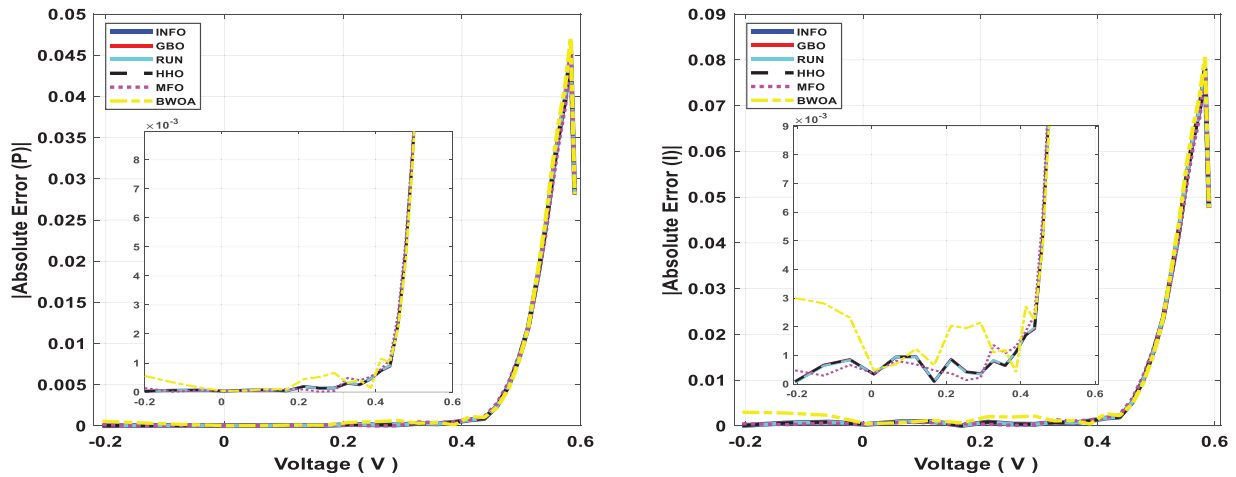 0.05
0.045
0.04
0.035
0.03
0.025
0.02
0.015
0.01
0.005
0
|Absolute Error (P)|
INFO
GBO
RUN
HHO
MFO
BWOA
×10⁻³
8
7
6
5
4
3
2
1
0
-0.2 0 0.2 0.4 0.6
-0.2 0 0.2 0.4 0.6
Voltage ( V )
0.09
0.08
0.07
0.06
0.05
0.04
0.03
0.02
0.01
0
|Absolute Error (I)|
INFO
GBO
RUN
HHO
MFO
BWOA
×10⁻³
9
8
7
6
5
4
3
2
1
0
-0.2 0 0.2 0.4 0.6
-0.2 0 0.2 0.4 0.6
Voltage ( V )